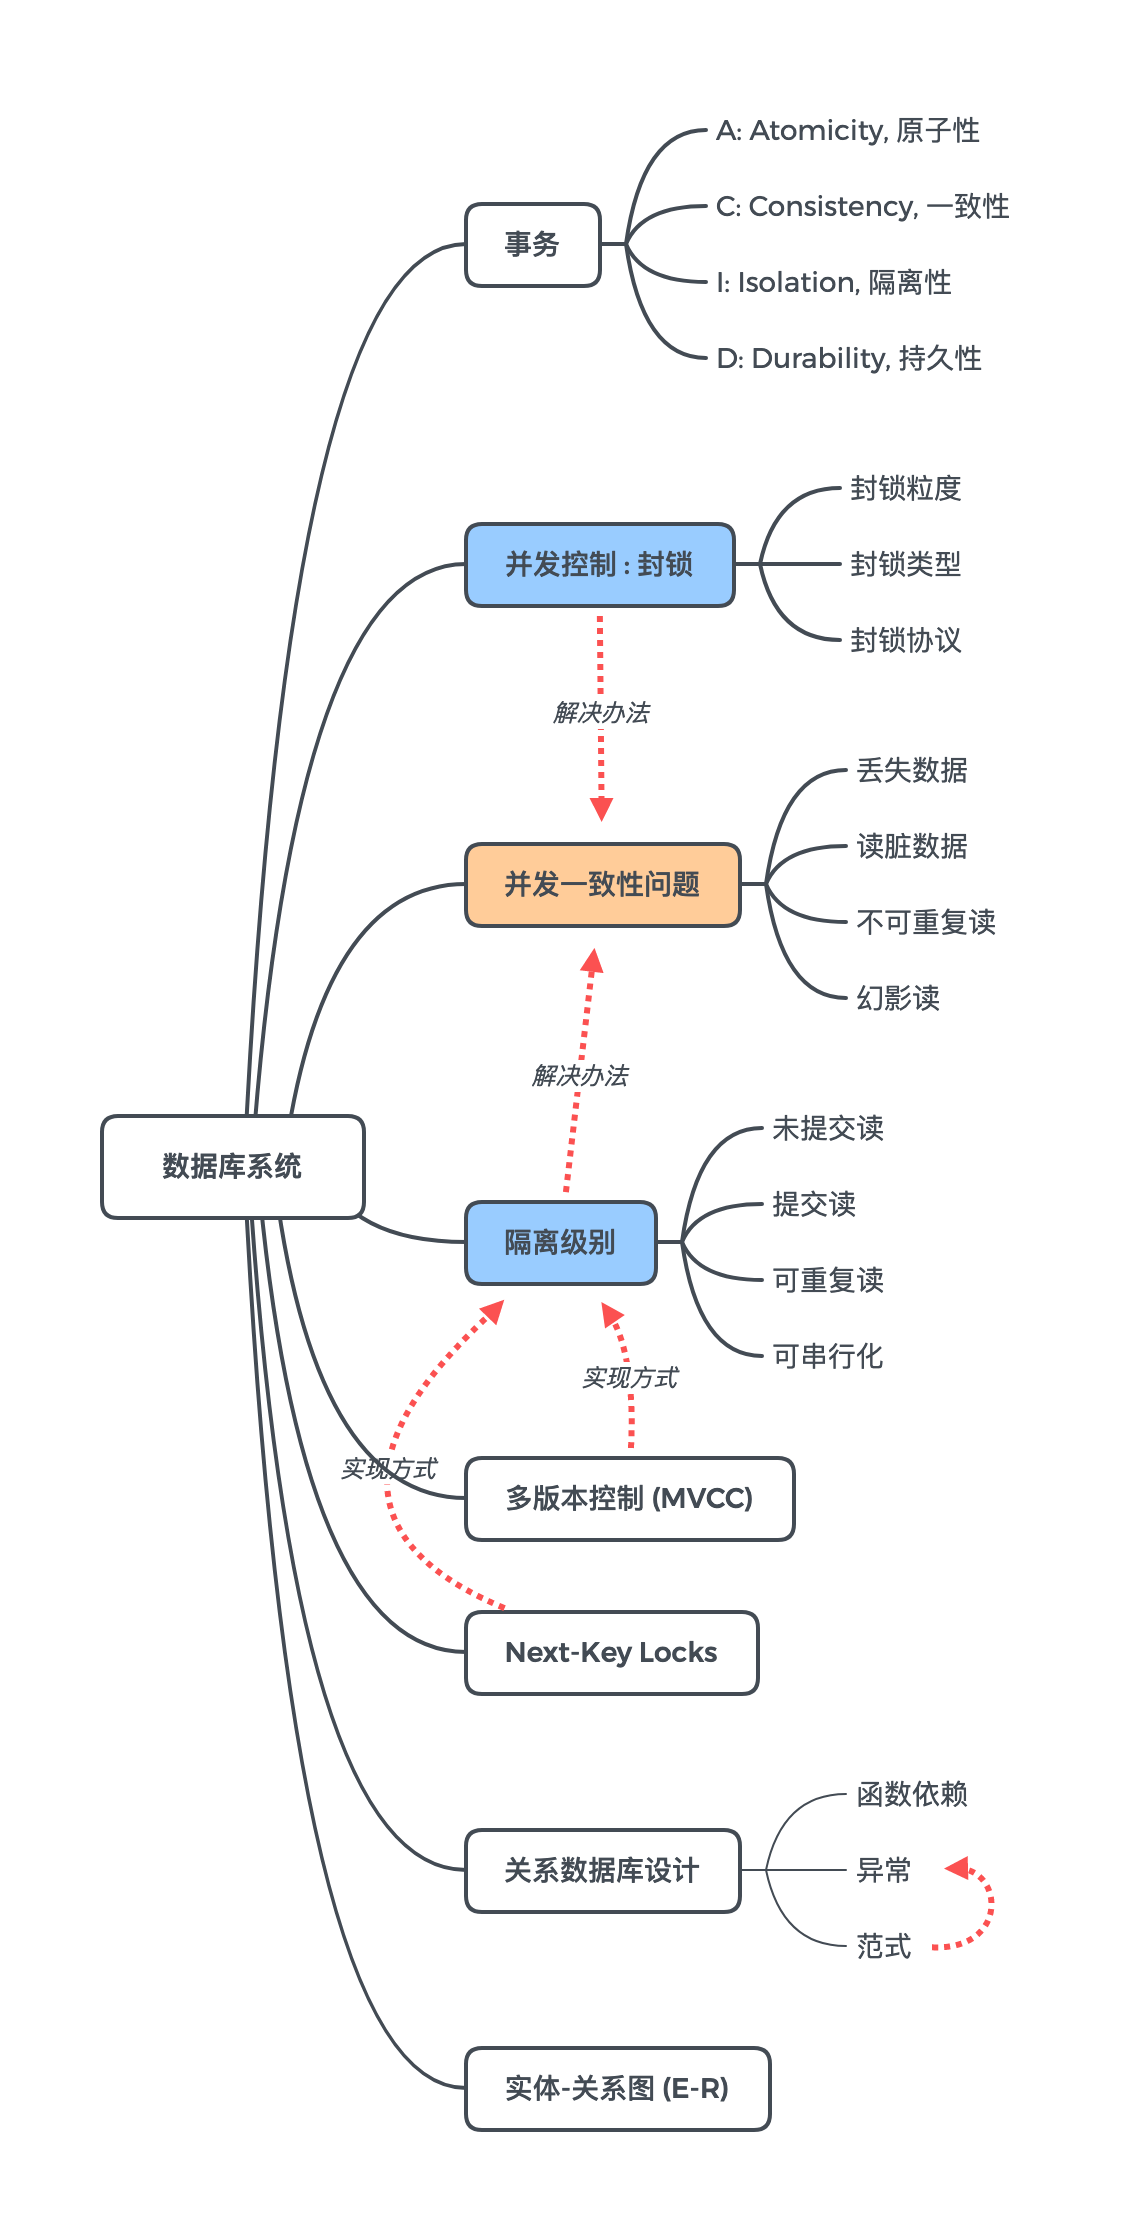 A: Atomicity, 原子性
C: Consistency, 一致性
事务
I: Isolation, 隔离性
D: Durability, 持久性
封锁粒度
并发控制 : 封锁
封锁类型
封锁协议
解决办法
丢失数据
读脏数据
并发一致性问题
不可重复读
幻影读
解决办法
未提交读
数据库系统
提交读
隔离级别
可重复读
可串行化
实现方式
实现方式
多版本控制 (MVCC)
Next-Key Locks
函数依赖
关系数据库设计
异常
范式
实体-关系图 (E-R)